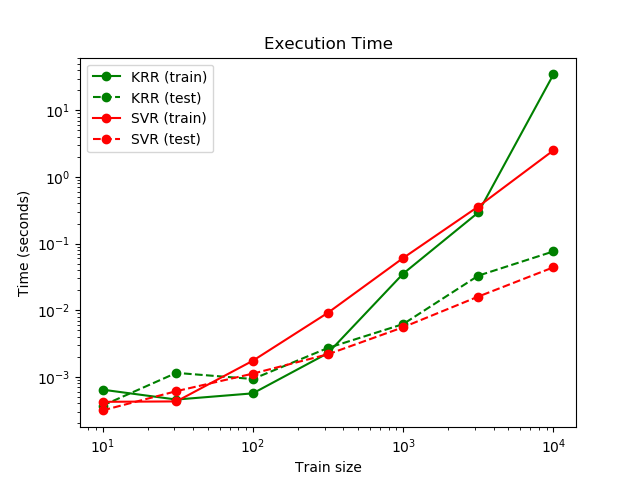 Execution Time
KRR (train)
KRR (test)
SVR (train)
SVR (test)
Time (seconds)
10¹
10⁰
10⁻¹
10⁻²
10⁻³
10¹ 10² 10³ 10⁴
Train size